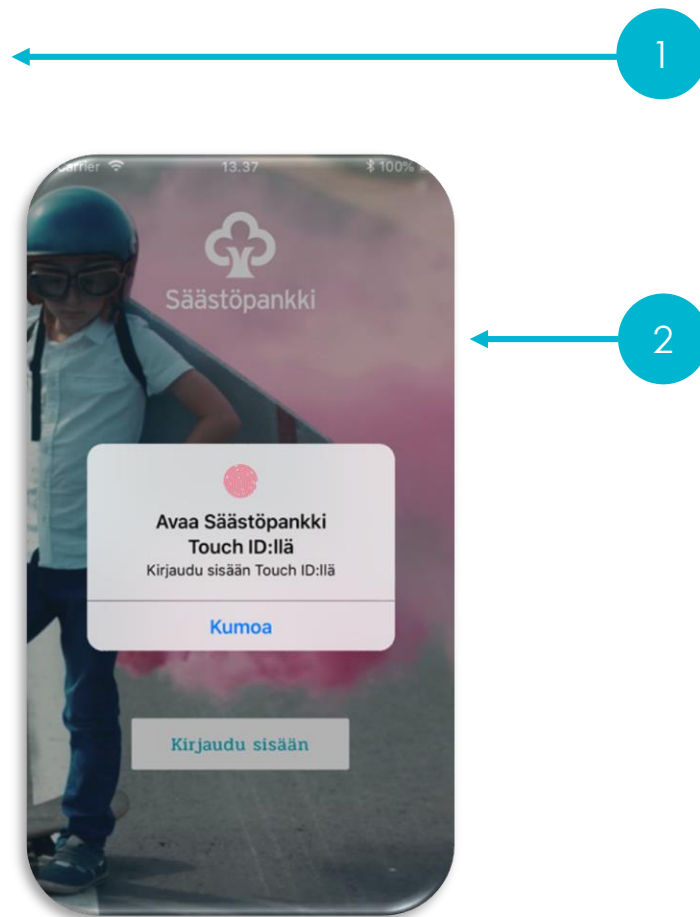 1
Carrier 13.37 100%
Säästöpankki
2
Avaa Säästöpankki
Touch ID:llä
Kirjaudu sisään Touch ID:llä
Kumoa
Kirjaudu sisään